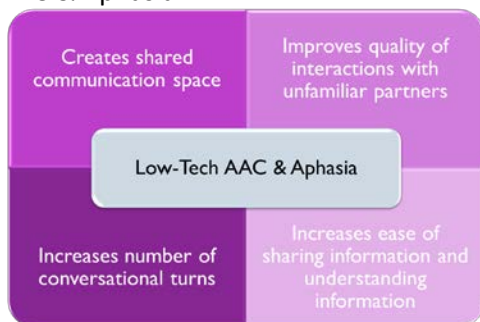 Creates shared
communication space
Improves quality of
interactions with
unfamiliar partners
Low-Tech AAC & Aphasia
Increases number of
conversational turns
Increases ease of
sharing information and
understanding
information